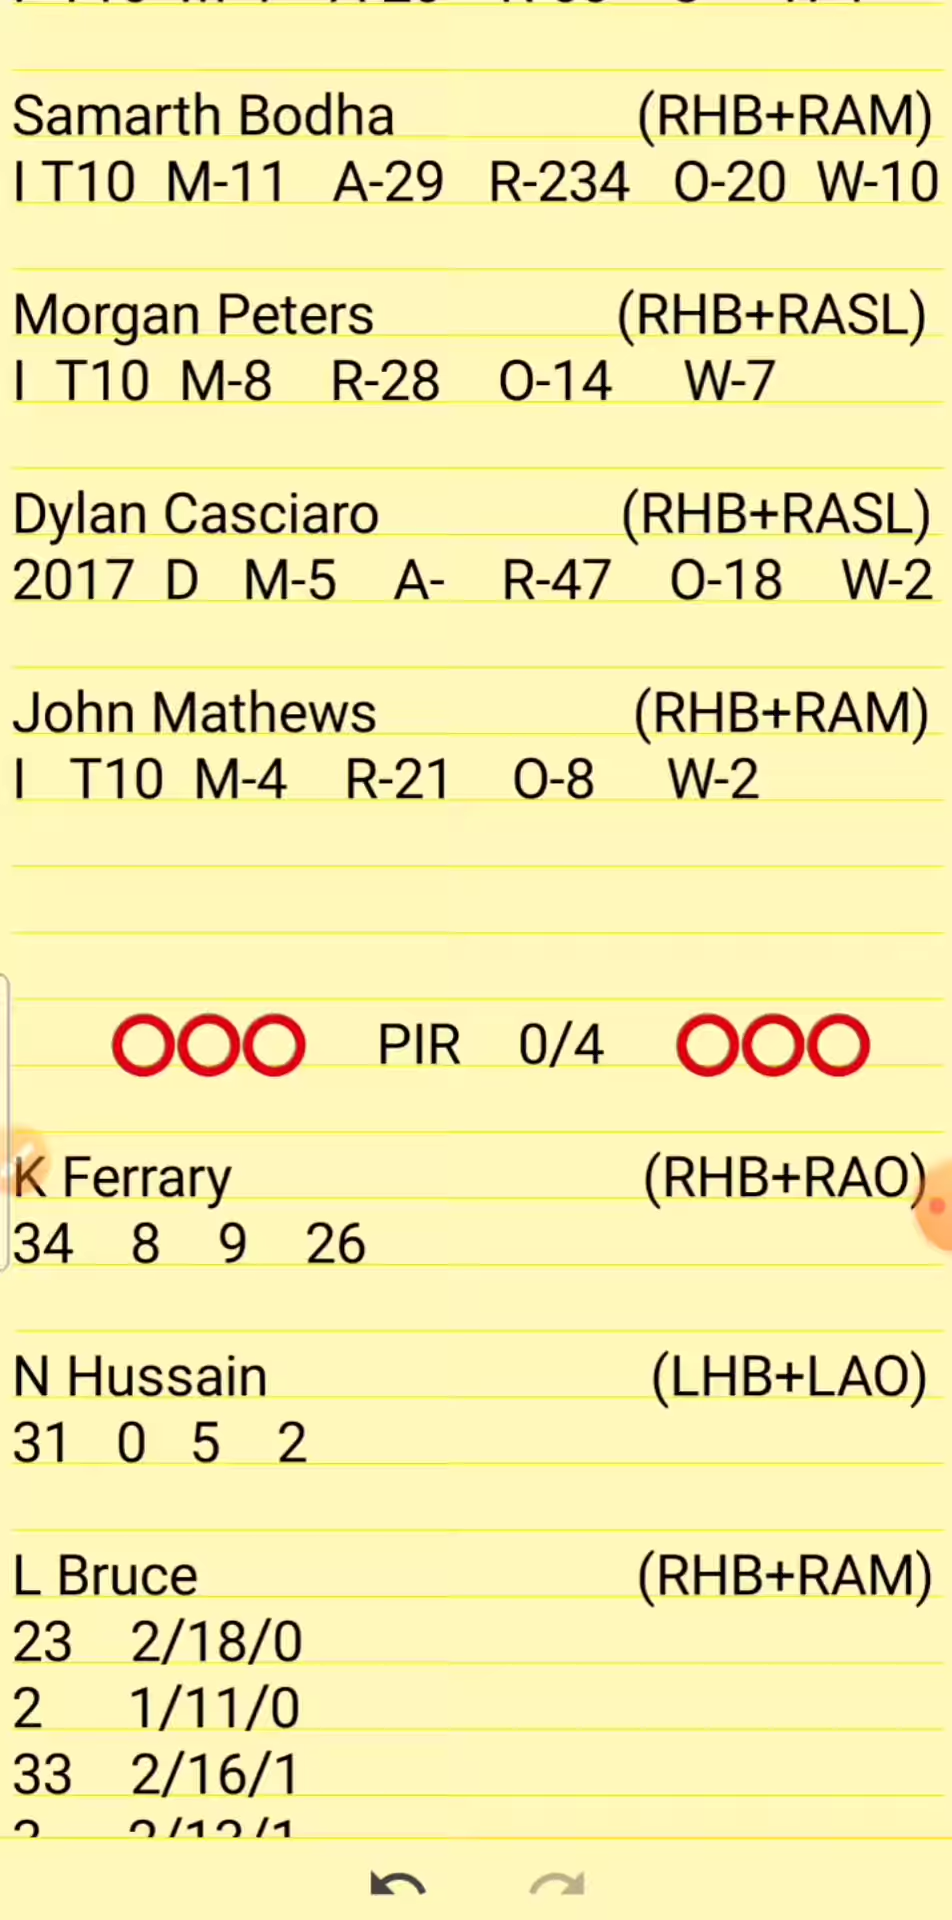 Samarth Bodha (RHB+RAM)
I T10 M-11 A-29 R-234 O-20 W-10
Morgan Peters (RHB+RASL)
I T10 M-8 R-28 O-14 W-7
Dylan Casciaro (RHB+RASL)
2017 D M-5 A- R-47 O-18 W-2
John Mathews (RHB+RAM)
I T10 M-4 R-21 O-8 W-2
⭕⭕⭕ PIR 0/4 ⭕⭕⭕
K Ferrary (RHB+RAO)
34 8 9 26
N Hussain (LHB+LAO)
31 0 5 2
L Bruce (RHB+RAM)
23 2/18/0
2 1/11/0
33 2/16/1